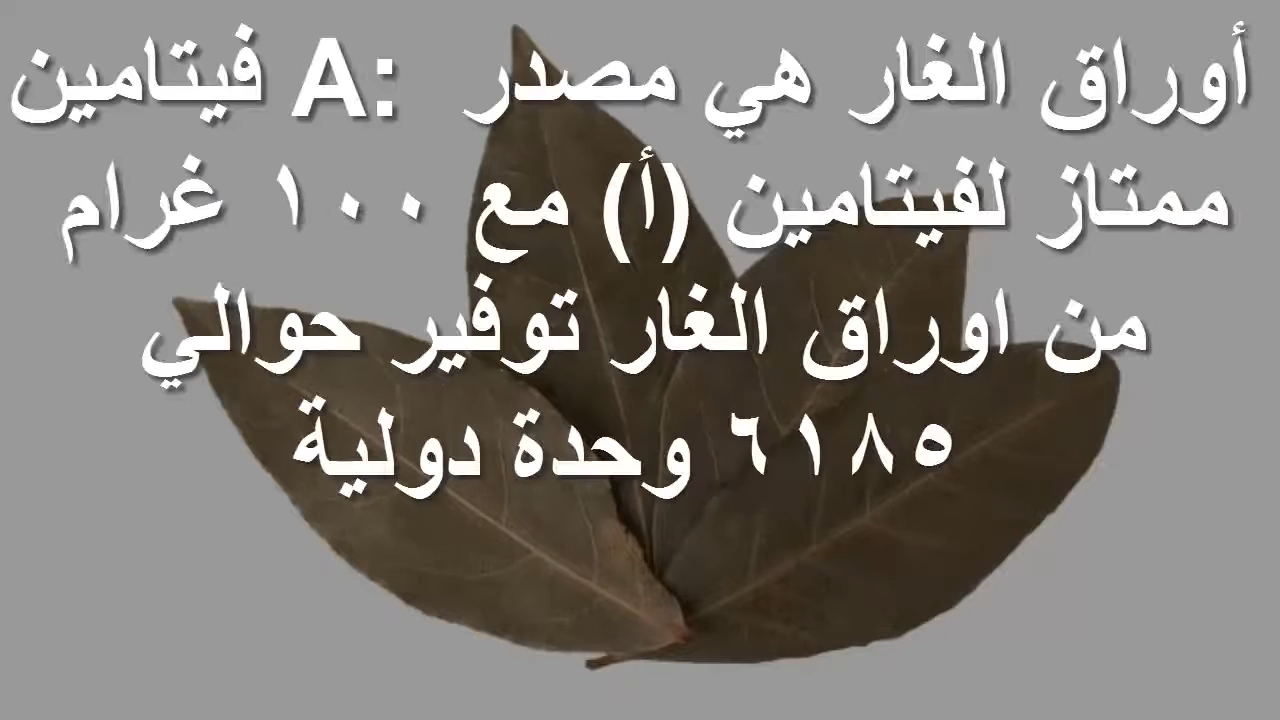 فيتامين A: أوراق الغار هي مصدر
ممتاز لفيتامين (أ) مع ١٠٠ غرام
من اوراق الغار توفير حوالي
٦١٨٥ وحدة دولية